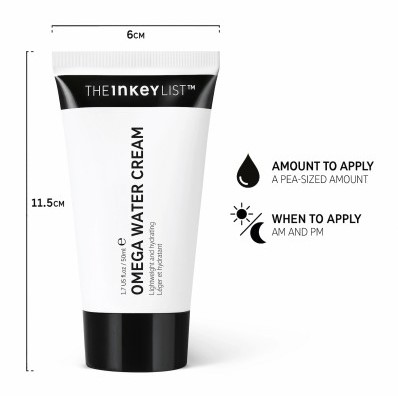 6CM
THE INKEY LIST™
11.5CM
OMEGA WATER CREAM
Lightweight and hydrating
Léger et hydratant
1.7 US fl.oz / 50ml ℮
AMOUNT TO APPLY
A PEA-SIZED AMOUNT
WHEN TO APPLY
AM AND PM